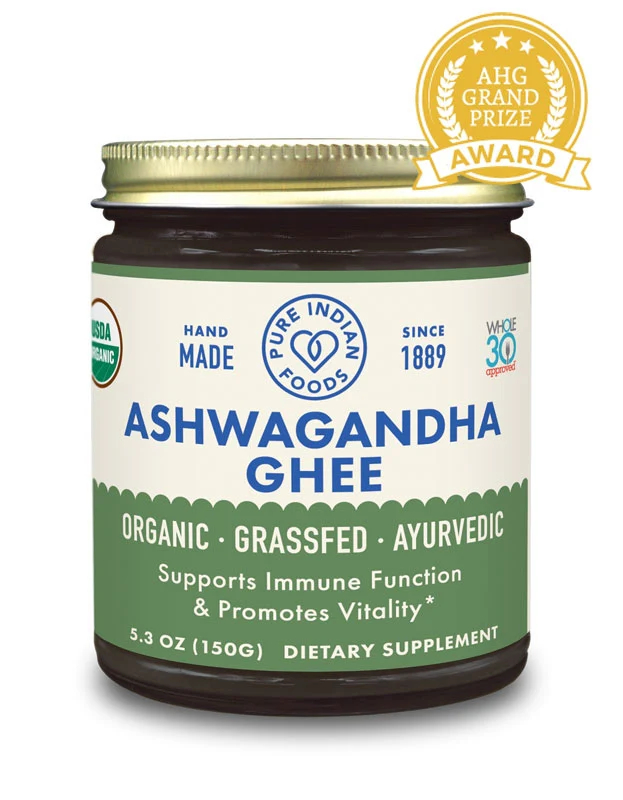 AHG
GRAND
PRIZE
AWARD
USDA
ORGANIC
HAND
MADE
PURE INDIAN
FOODS
SINCE
1889
WHOLE
30
approved
ASHWAGANDHA
GHEE
ORGANIC · GRASSFED · AYURVEDIC
Supports Immune Function
& Promotes Vitality*
5.3 OZ (150G) DIETARY SUPPLEMENT